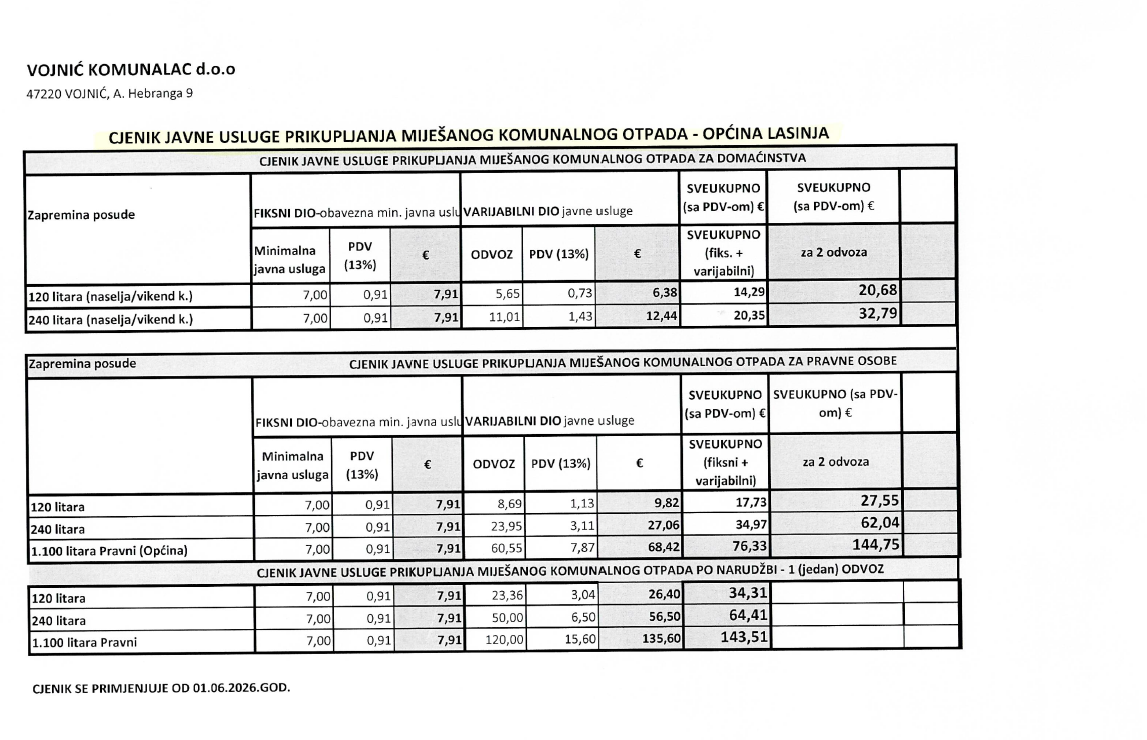 VOJNIĆ KOMUNALAC d.o.o
47220 VOJNIĆ, A. Hebranga 9
CJENIK JAVNE USLUGE PRIKUPLJANJA MIJEŠANOG KOMUNALNOG OTPADA - OPĆINA LASINJA
CJENIK JAVNE USLUGE PRIKUPLJANJA MIJEŠANOG KOMUNALNOG OTPADA ZA DOMAĆINSTVA
Zapremina posude
FIKSNI DIO-obavezna min. javna uslu
VARIJABILNI DIO javne usluge
SVEUKUPNO
(sa PDV-om) €
SVEUKUPNO
(sa PDV-om) €
Minimalna
javna usluga
PDV
(13%)
€
ODVOZ
PDV (13%)
€
SVEUKUPNO
(fiks. +
varijabilni)
za 2 odvoza
120 litara (naselja/vikend k.) 7,00 0,91 7,91 5,65 0,73 6,38 14,29 20,68
240 litara (naselja/vikend k.) 7,00 0,91 7,91 11,01 1,43 12,44 20,35 32,79
Zapremina posude CJENIK JAVNE USLUGE PRIKUPLJANJA MIJEŠANOG KOMUNALNOG OTPADA ZA PRAVNE OSOBE
FIKSNI DIO-obavezna min. javna uslu
VARIJABILNI DIO javne usluge
SVEUKUPNO
(sa PDV-om) €
SVEUKUPNO (sa PDV-
om) €
Minimalna
javna usluga
PDV
(13%)
€
ODVOZ
PDV (13%)
€
SVEUKUPNO
(fiksni +
varijabilni)
za 2 odvoza
120 litara 7,00 0,91 7,91 8,69 1,13 9,82 17,73 27,55
240 litara 7,00 0,91 7,91 23,95 3,11 27,06 34,97 62,04
1.100 litara Pravni (Općina) 7,00 0,91 7,91 60,55 7,87 68,42 76,33 144,75
CJENIK JAVNE USLUGE PRIKUPLJANJA MIJEŠANOG KOMUNALNOG OTPADA PO NARUDŽBI - 1 (jedan) ODVOZ
120 litara 7,00 0,91 7,91 23,36 3,04 26,40 34,31
240 litara 7,00 0,91 7,91 50,00 6,50 56,50 64,41
1.100 litara Pravni 7,00 0,91 7,91 120,00 15,60 135,60 143,51
CJENIK SE PRIMJENJUJE OD 01.06.2026.GOD.